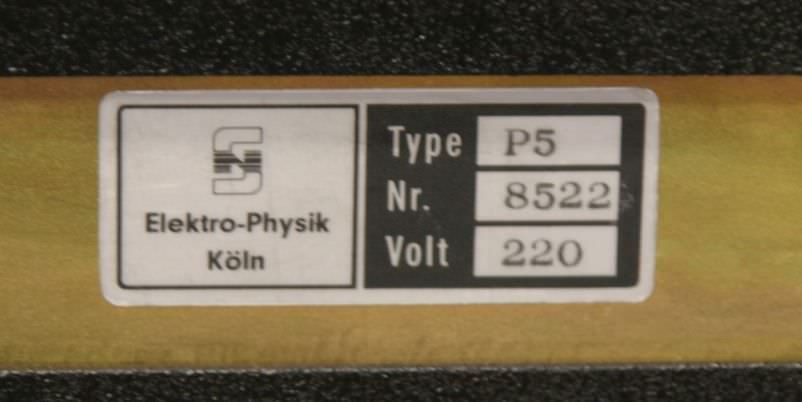 Elektro-Physik
Köln
Type P5
Nr. 8522
Volt 220